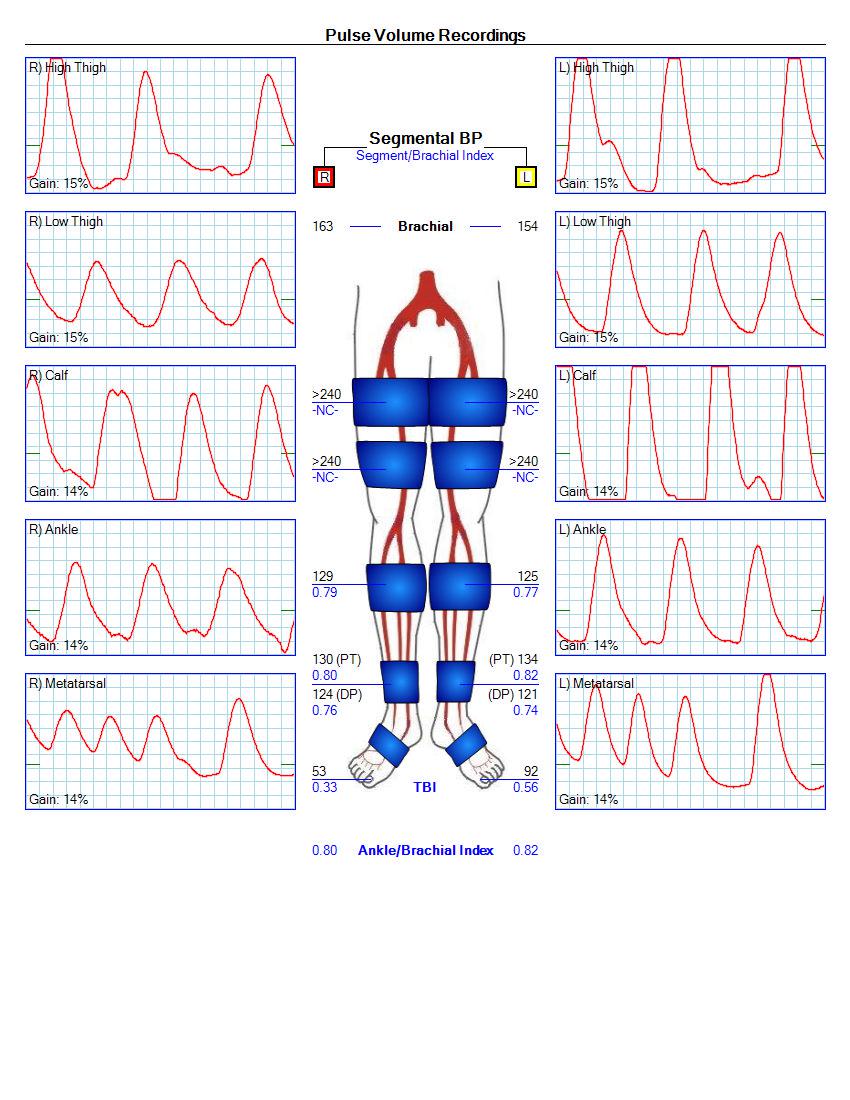 Pulse Volume Recordings
R) High Thigh
Gain: 15%
R) Low Thigh
Gain: 15%
R) Calf
Gain: 14%
R) Ankle
Gain: 14%
R) Metatarsal
Gain: 14%
Segmental BP
Segment/Brachial Index
R L
163 Brachial 154
>240 >240
-NC- -NC-
>240 >240
-NC- -NC-
129 125
0.79 0.77
130 (PT) (PT) 134
0.80 0.82
124 (DP) (DP) 121
0.76 0.74
53 92
0.33 TBI 0.56
0.80 Ankle/Brachial Index 0.82
L) High Thigh
Gain: 15%
L) Low Thigh
Gain: 15%
L) Calf
Gain: 14%
L) Ankle
Gain: 14%
L) Metatarsal
Gain: 14%